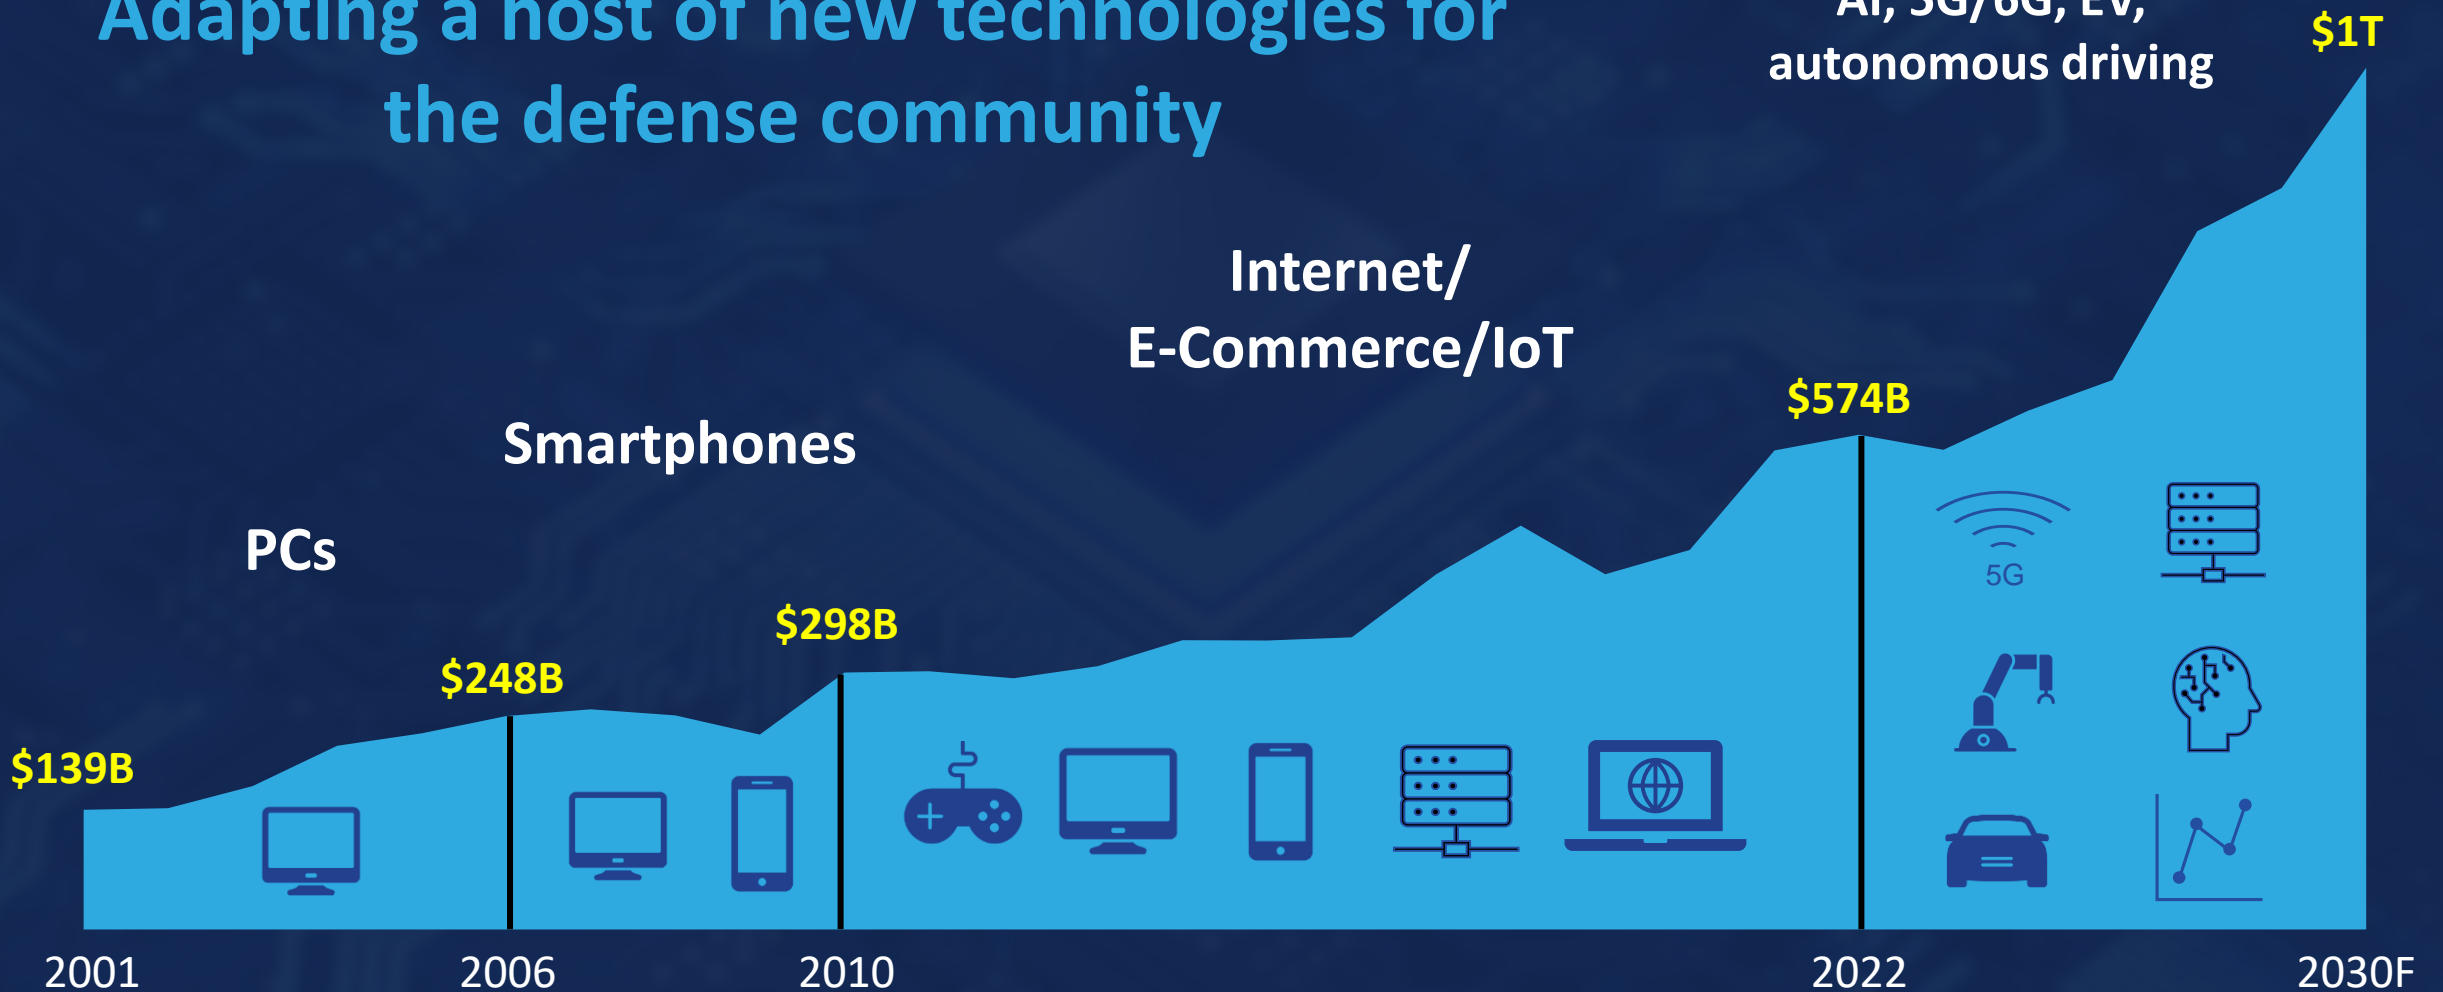 Adapting a host of new technologies for
the defense community
AI, 5G/6G, EV,
autonomous driving
$1T
Internet/
E-Commerce/IoT
$574B
Smartphones
PCs
$298B
$248B
$139B
5G
2001
2006
2010
2022
2030F